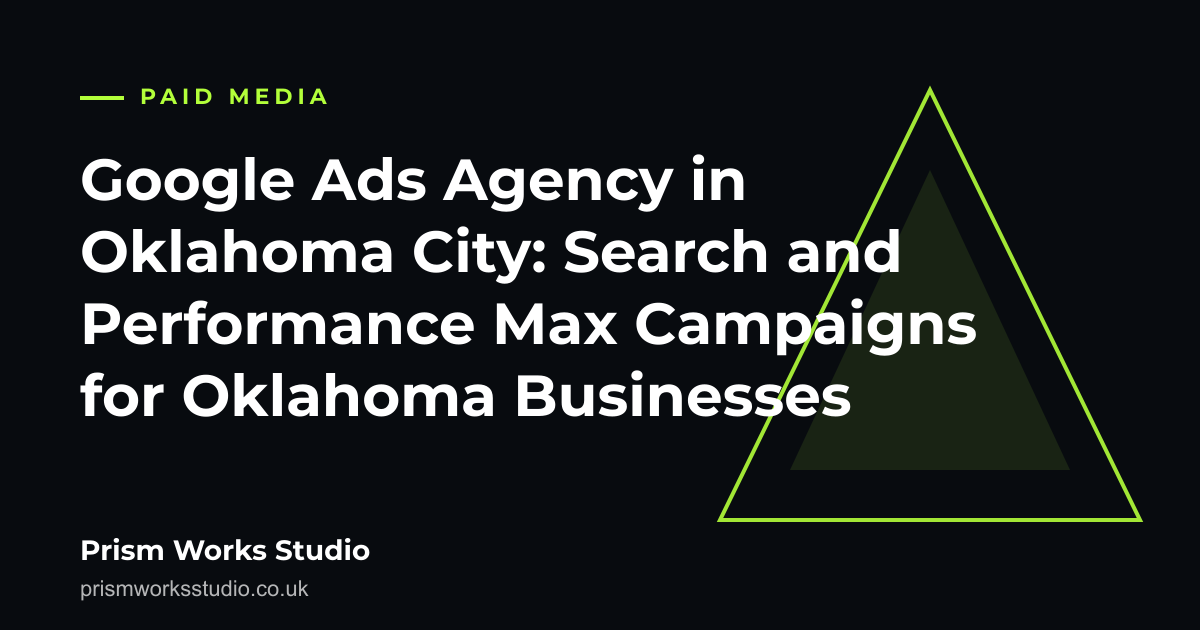 PAID MEDIA
Google Ads Agency in
Oklahoma City: Search and
Performance Max Campaigns
for Oklahoma Businesses
Prism Works Studio
prismworksstudio.co.uk